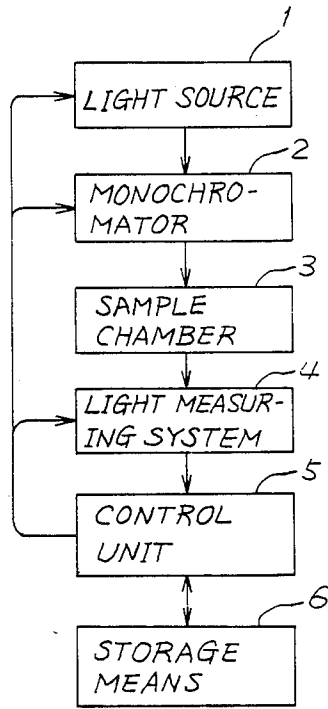 1
LIGHT SOURCE
2
MONOCHRO-
MATOR
3
SAMPLE
CHAMBER
4
LIGHT MEASUR-
ING SYSTEM
5
CONTROL
UNIT
6
STORAGE
MEANS